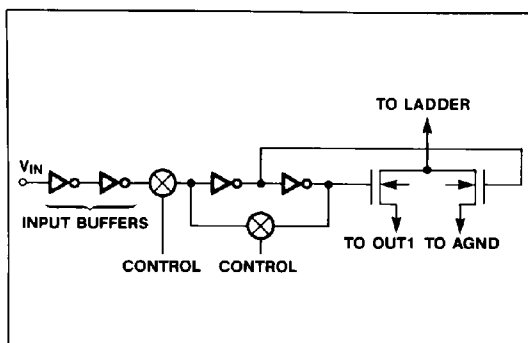 TO LADDER
VIN
INPUT BUFFERS
TO OUT1 TO AGND
CONTROL CONTROL